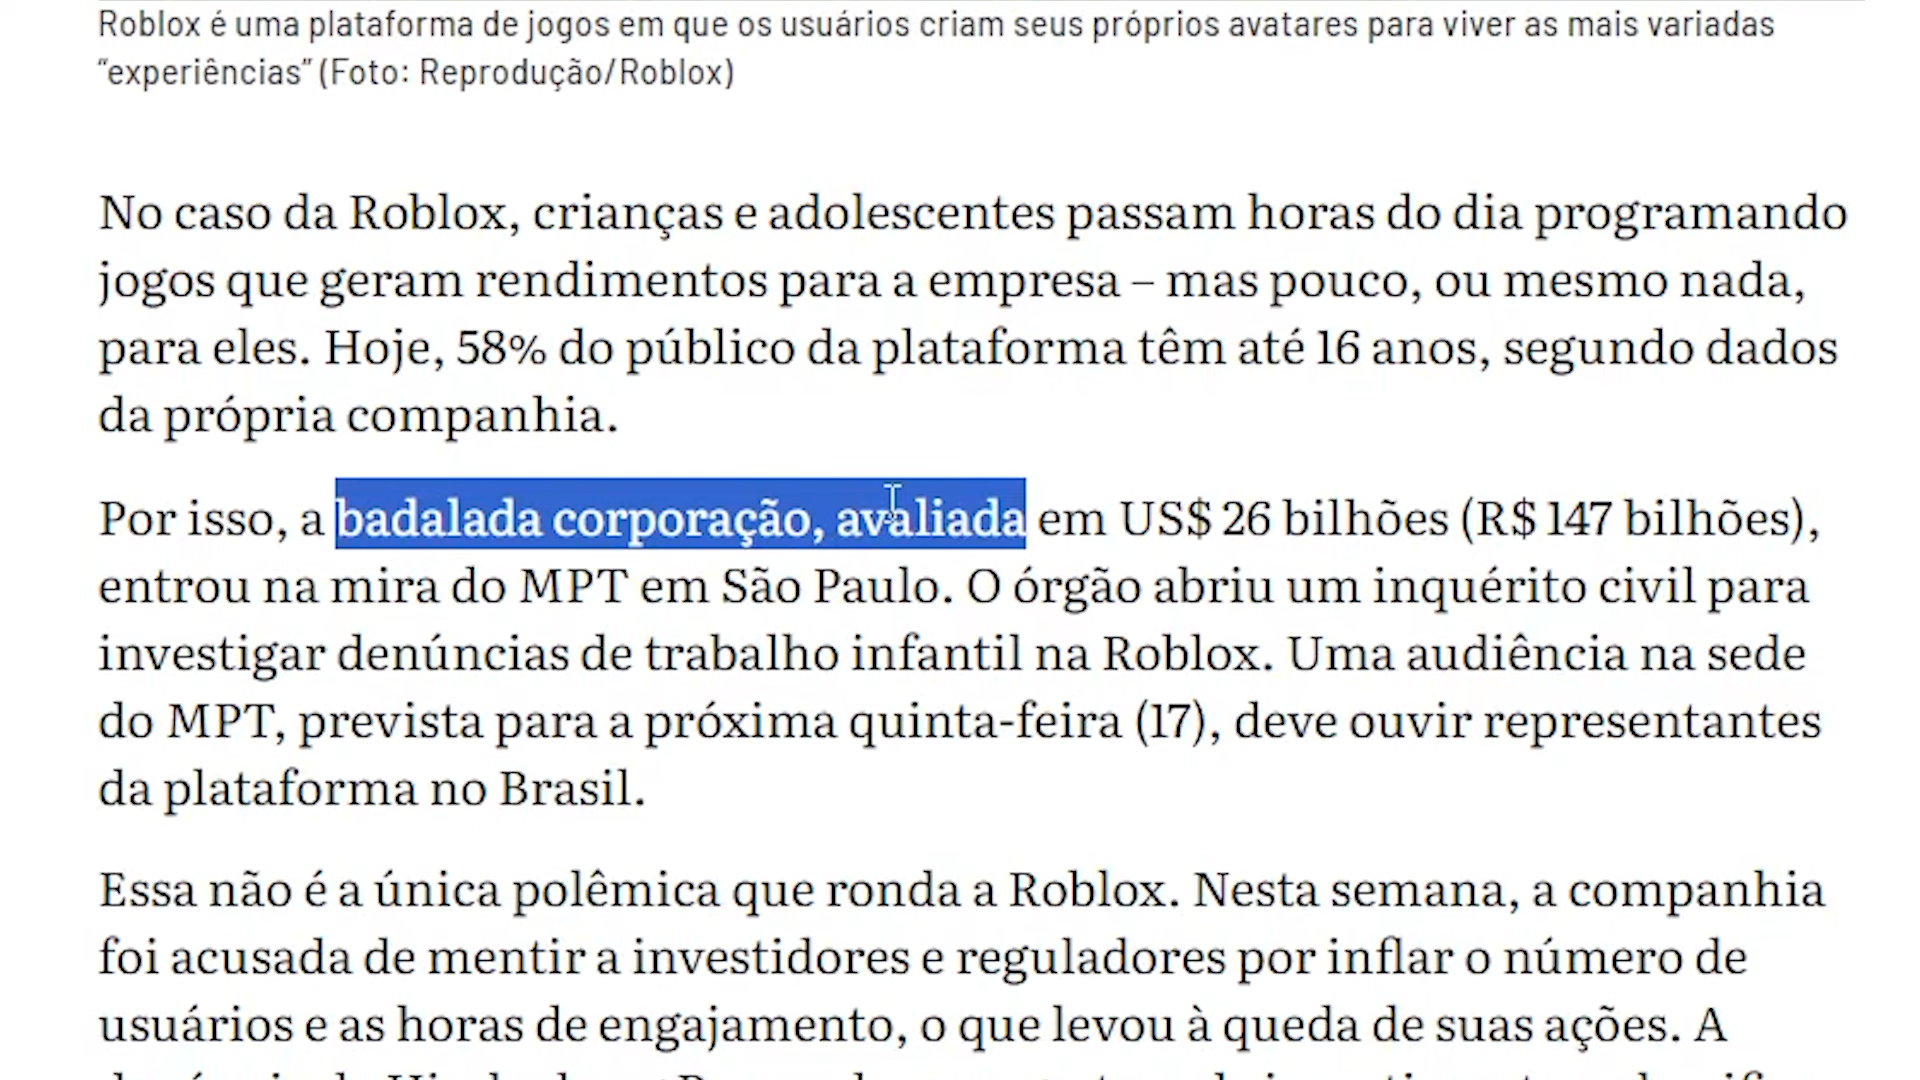 Roblox é uma plataforma de jogos em que os usuários criam seus próprios avatares para viver as mais variadas
“experiências” (Foto: Reprodução/Roblox)
No caso da Roblox, crianças e adolescentes passam horas do dia programando
jogos que geram rendimentos para a empresa – mas pouco, ou mesmo nada,
para eles. Hoje, 58% do público da plataforma têm até 16 anos, segundo dados
da própria companhia.
Por isso, a badalada corporação, avaliada em US$ 26 bilhões (R$ 147 bilhões),
entrou na mira do MPT em São Paulo. O órgão abriu um inquérito civil para
investigar denúncias de trabalho infantil na Roblox. Uma audiência na sede
do MPT, prevista para a próxima quinta-feira (17), deve ouvir representantes
da plataforma no Brasil.
Essa não é a única polêmica que ronda a Roblox. Nesta semana, a companhia
foi acusada de mentir a investidores e reguladores por inflar o número de
usuários e as horas de engajamento, o que levou à queda de suas ações. A